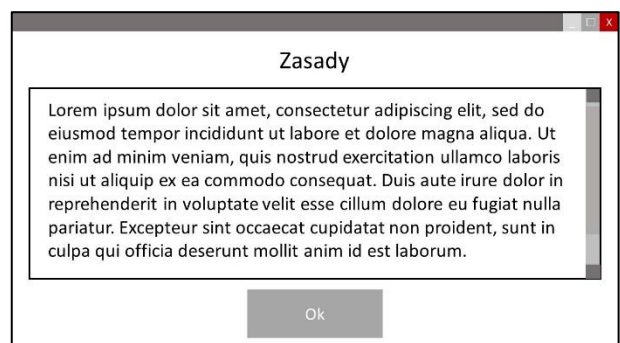 _ □ X
Zasady
Lorem ipsum dolor sit amet, consectetur adipiscing elit, sed do
eiusmod tempor incididunt ut labore et dolore magna aliqua. Ut
enim ad minim veniam, quis nostrud exercitation ullamco laboris
nisi ut aliquip ex ea commodo consequat. Duis aute irure dolor in
reprehenderit in voluptate velit esse cillum dolore eu fugiat nulla
pariatur. Excepteur sint occaecat cupidatat non proident, sunt in
culpa qui officia deserunt mollit anim id est laborum.
Ok